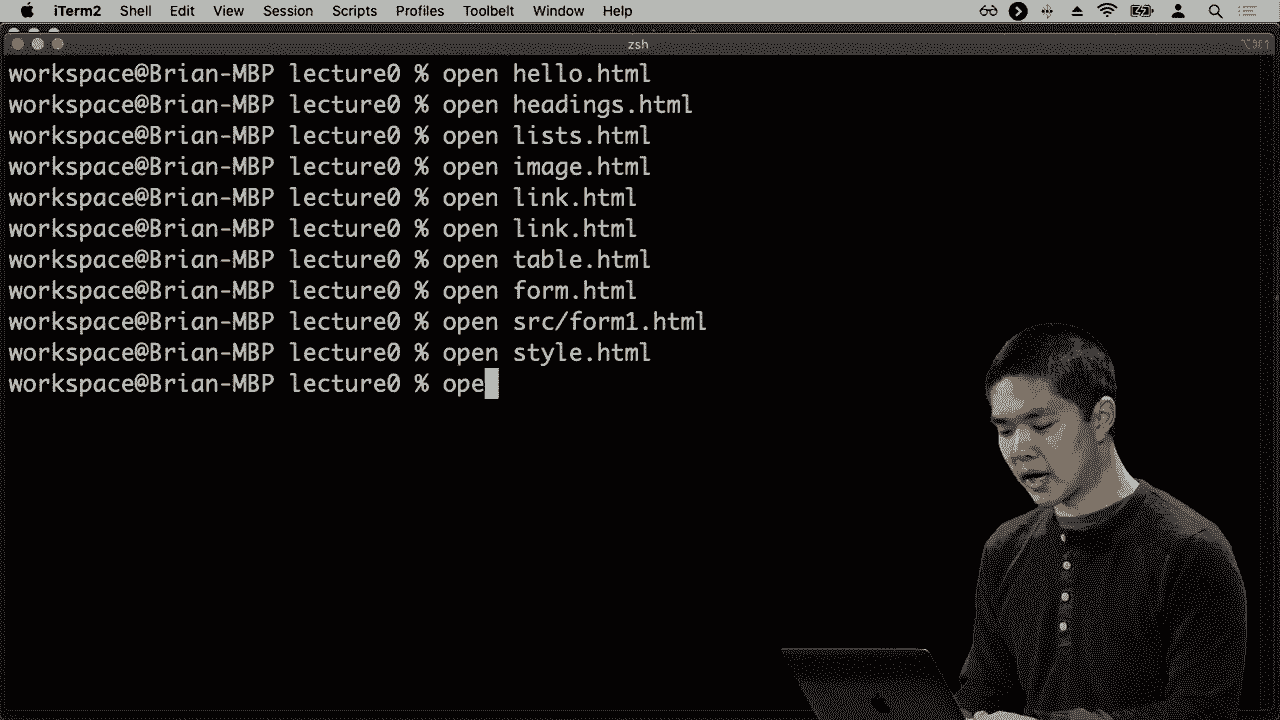 iTerm2 Shell Edit View Session Scripts Profiles Toolbelt Window Help
zsh
workspace@Brian-MBP lecture0 % open hello.html
workspace@Brian-MBP lecture0 % open headings.html
workspace@Brian-MBP lecture0 % open lists.html
workspace@Brian-MBP lecture0 % open image.html
workspace@Brian-MBP lecture0 % open link.html
workspace@Brian-MBP lecture0 % open link.html
workspace@Brian-MBP lecture0 % open table.html
workspace@Brian-MBP lecture0 % open form.html
workspace@Brian-MBP lecture0 % open src/form1.html
workspace@Brian-MBP lecture0 % open style.html
workspace@Brian-MBP lecture0 % ope